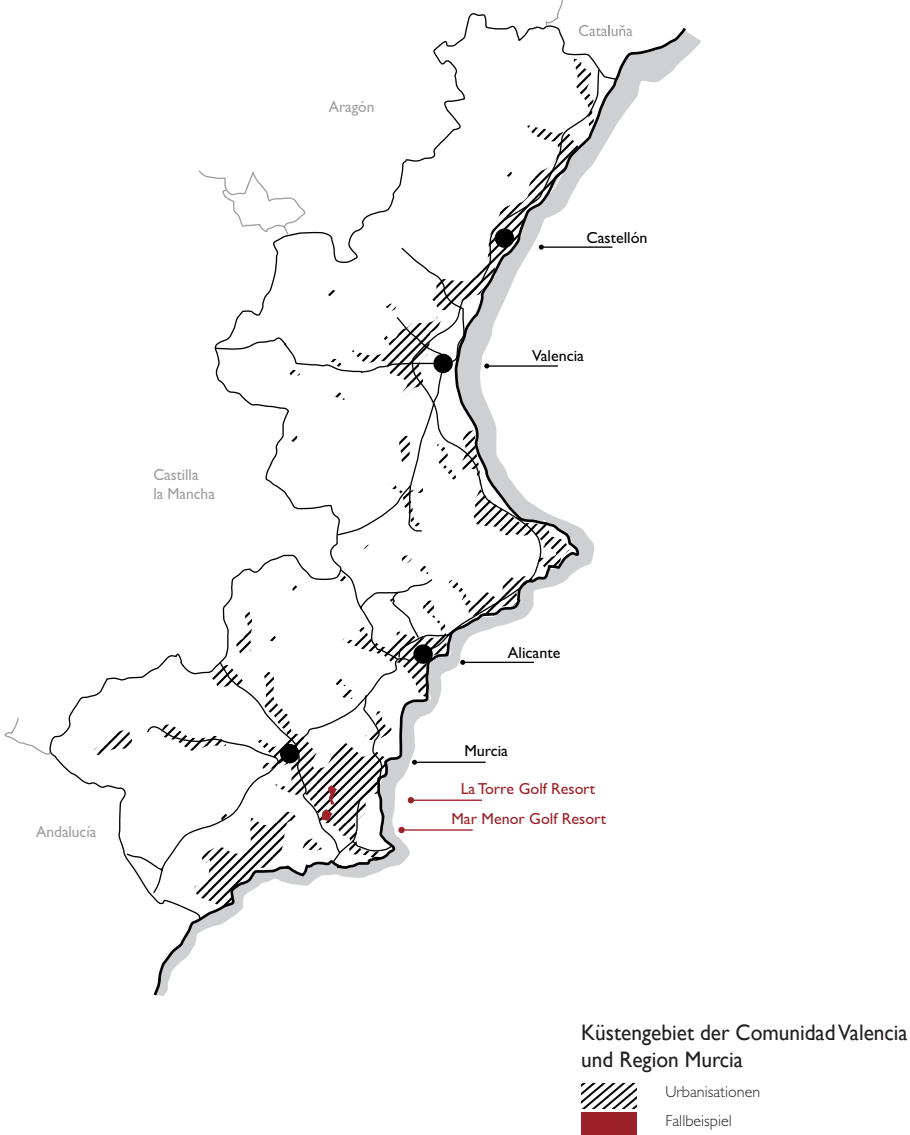 Cataluña
Aragón
Castellón
Valencia
Castilla
la Mancha
Alicante
Murcia
La Torre Golf Resort
Mar Menor Golf Resort
Andalucía
Küstengebiet der Comunidad Valencia
und Region Murcia
Urbanisationen
Fallbeispiel